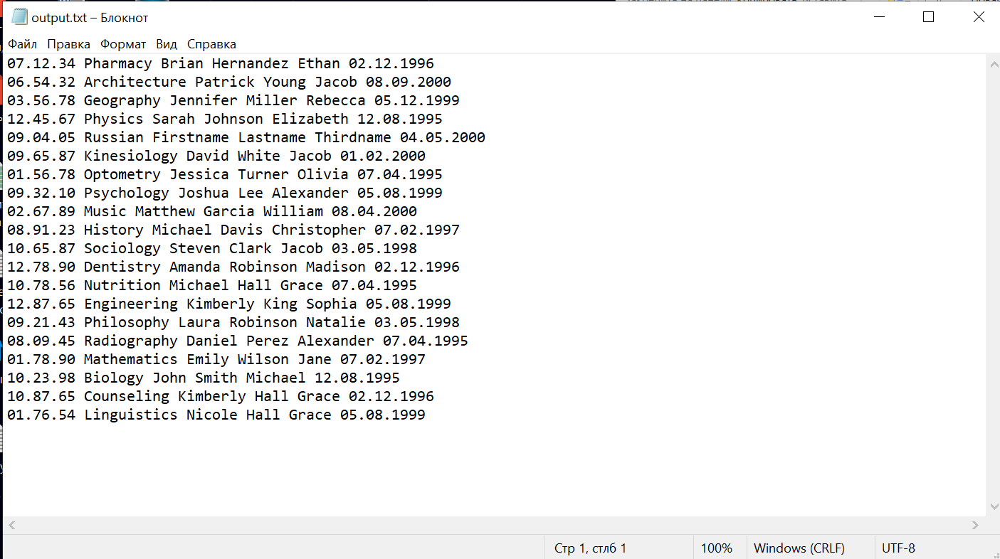 output.txt – Блокнот
Файл Правка Формат Вид Справка
07.12.34 Pharmacy Brian Hernandez Ethan 02.12.1996
06.54.32 Architecture Patrick Young Jacob 08.09.2000
03.56.78 Geography Jennifer Miller Rebecca 05.12.1999
12.45.67 Physics Sarah Johnson Elizabeth 12.08.1995
09.04.05 Russian Firstname Lastname Thirdname 04.05.2000
09.65.87 Kinesiology David White Jacob 01.02.2000
01.56.78 Optometry Jessica Turner Olivia 07.04.1995
09.32.10 Psychology Joshua Lee Alexander 05.08.1999
02.67.89 Music Matthew Garcia William 08.04.2000
08.91.23 History Michael Davis Christopher 07.02.1997
10.65.87 Sociology Steven Clark Jacob 03.05.1998
12.78.90 Dentistry Amanda Robinson Madison 02.12.1996
10.78.56 Nutrition Michael Hall Grace 07.04.1995
12.87.65 Engineering Kimberly King Sophia 05.08.1999
09.21.43 Philosophy Laura Robinson Natalie 03.05.1998
08.09.45 Radiography Daniel Perez Alexander 07.04.1995
01.78.90 Mathematics Emily Wilson Jane 07.02.1997
10.23.98 Biology John Smith Michael 12.08.1995
10.87.65 Counseling Kimberly Hall Grace 02.12.1996
01.76.54 Linguistics Nicole Hall Grace 05.08.1999
Стр 1, стлб 1 100% Windows (CRLF) UTF-8